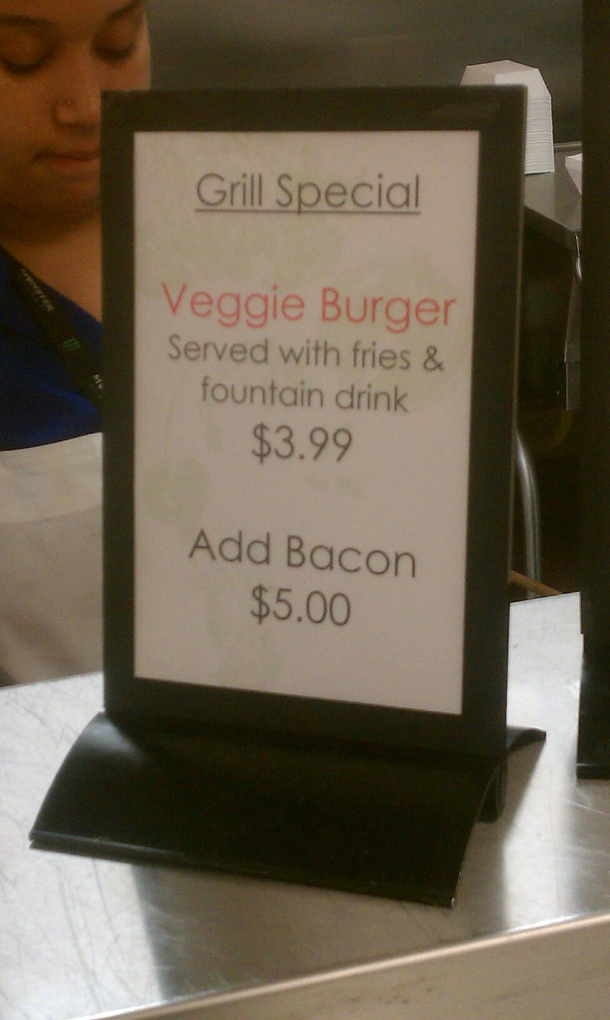 Grill Special
Veggie Burger
Served with fries &
fountain drink
$3.99
Add Bacon
$5.00